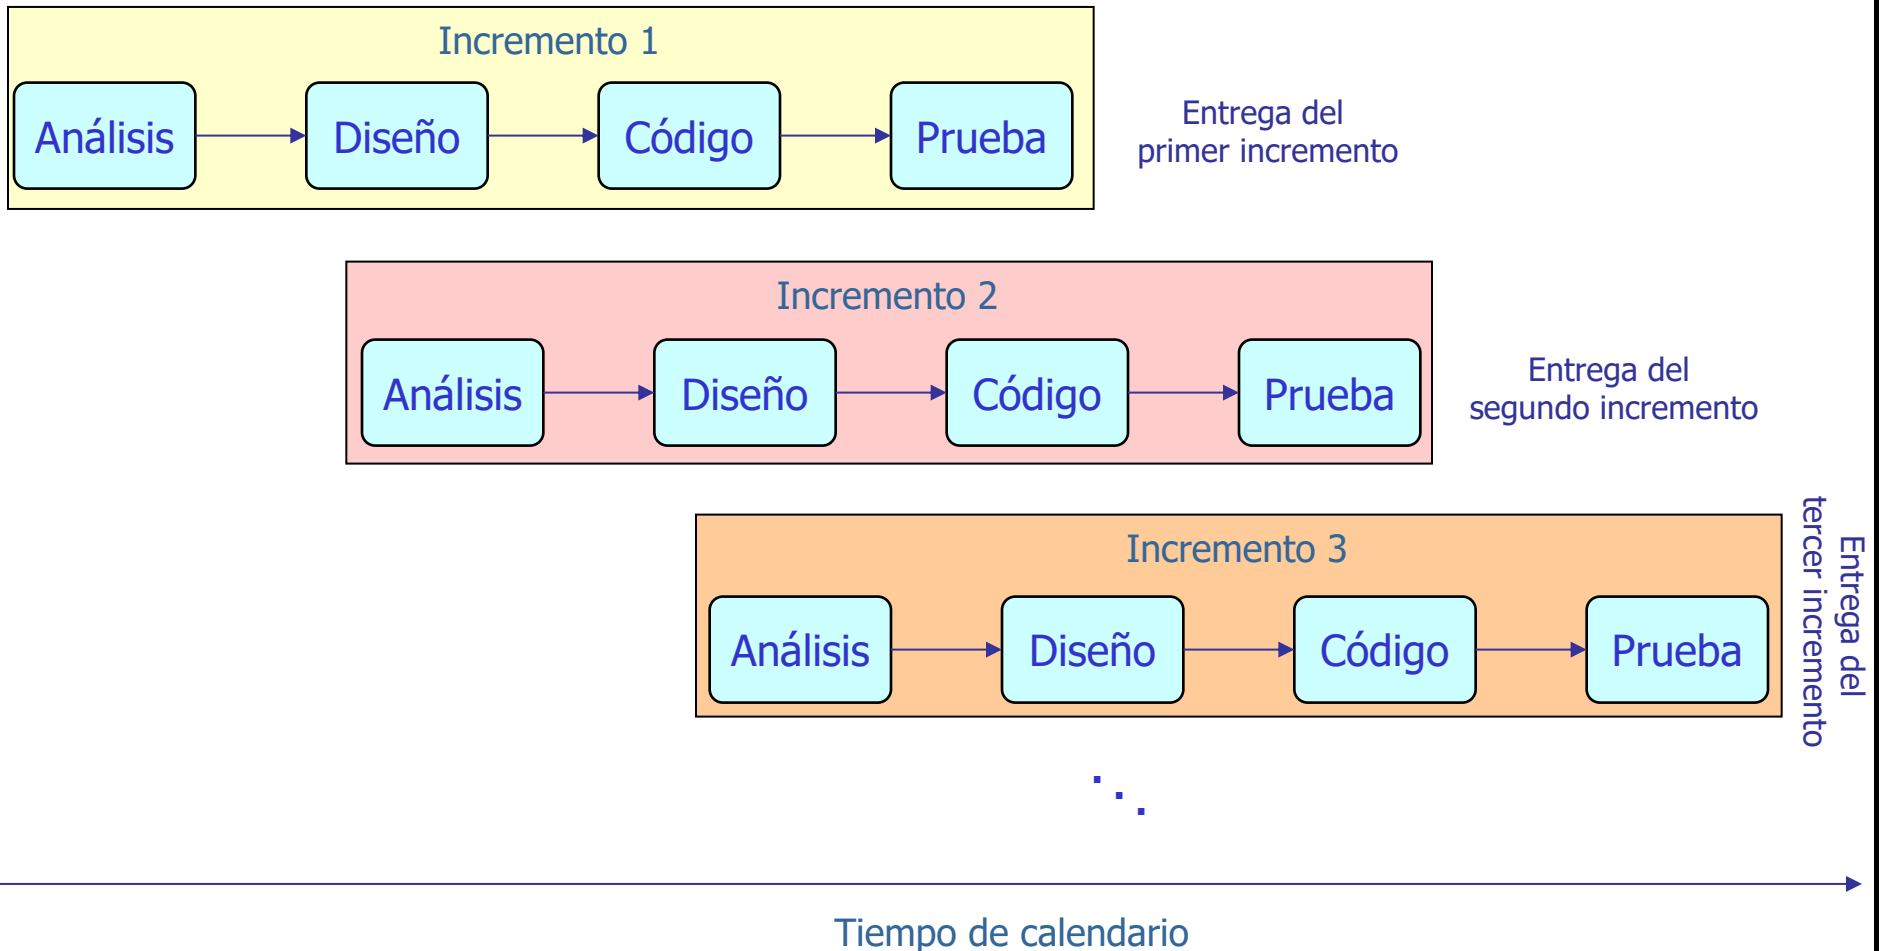 Incremento 1
Análisis
Diseño
Código
Prueba
Entrega del
primer incremento
Incremento 2
Análisis
Diseño
Código
Prueba
Entrega del
segundo incremento
Incremento 3
Análisis
Diseño
Código
Prueba
Entrega del
tercer incremento
Tiempo de calendario